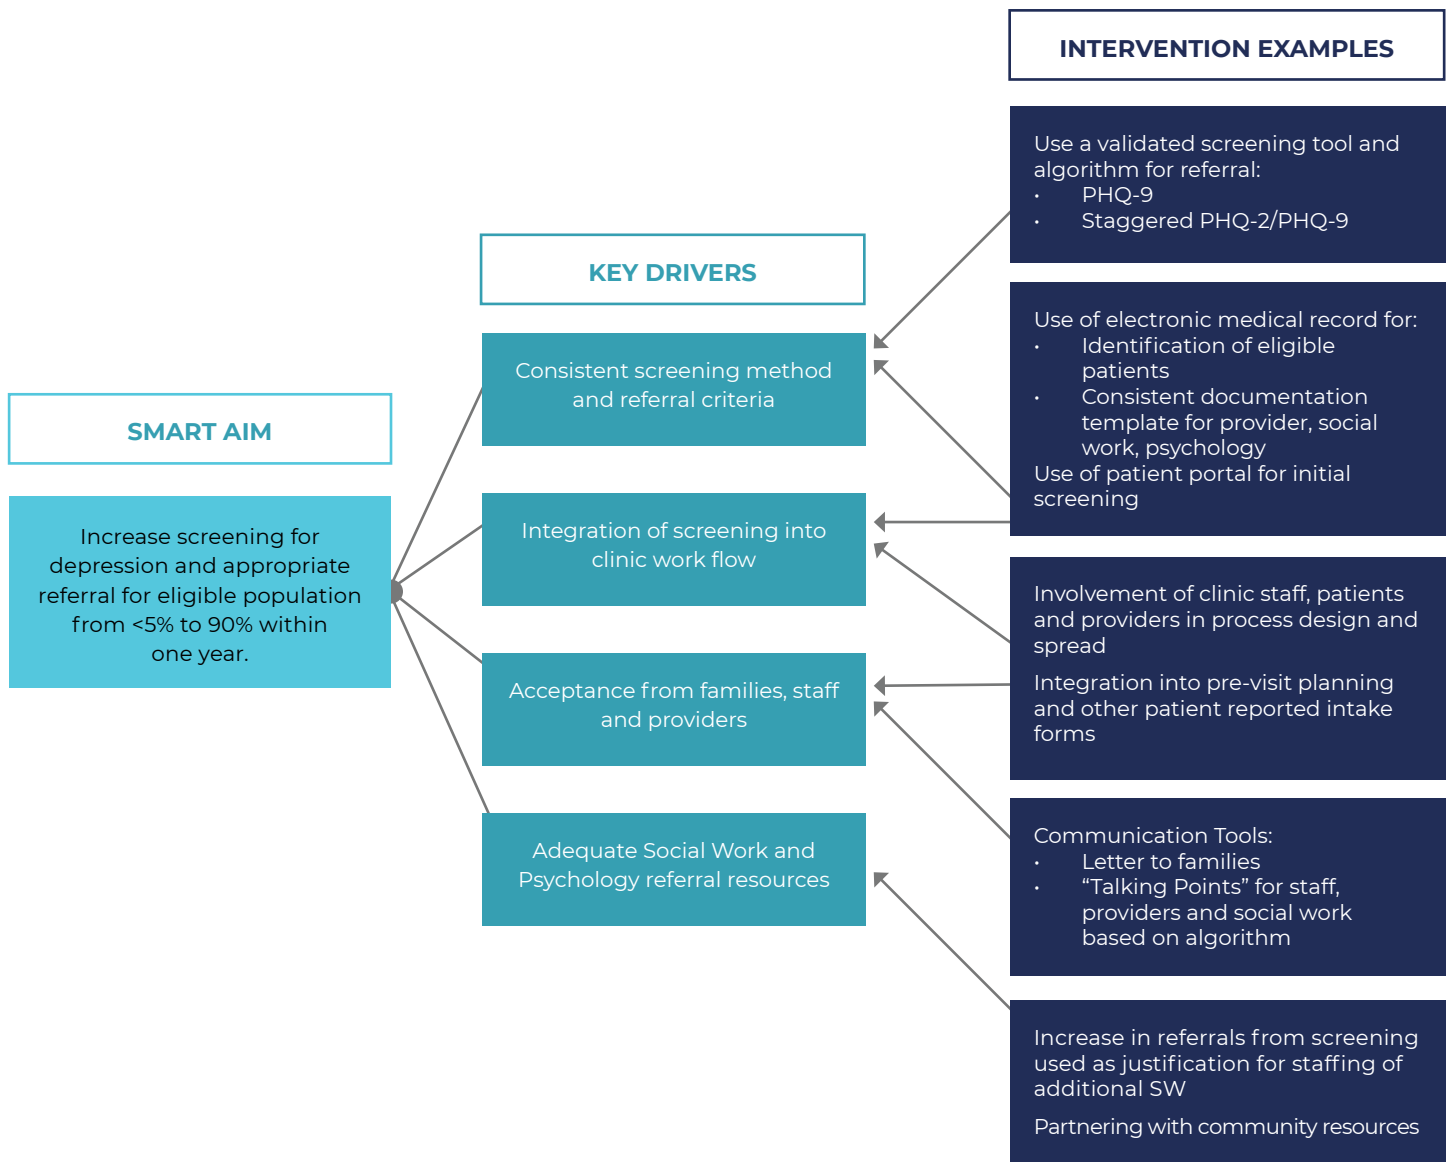 SMART AIM
Increase screening for
depression and appropriate
referral for eligible population
from <5% to 90% within
one year.
KEY DRIVERS
Consistent screening method
and referral criteria
Integration of screening into
clinic work flow
Acceptance from families, staff
and providers
Adequate Social Work and
Psychology referral resources
INTERVENTION EXAMPLES
Use a validated screening tool and
algorithm for referral:
• PHQ-9
• Staggered PHQ-2/PHQ-9
Use of electronic medical record for:
• Identification of eligible
patients
• Consistent documentation
template for provider, social
work, psychology
Use of patient portal for initial
screening
Involvement of clinic staff, patients
and providers in process design and
spread
Integration into pre-visit planning
and other patient reported intake
forms
Communication Tools:
• Letter to families
• “Talking Points” for staff,
providers and social work
based on algorithm
Increase in referrals from screening
used as justification for staffing of
additional SW
Partnering with community resources